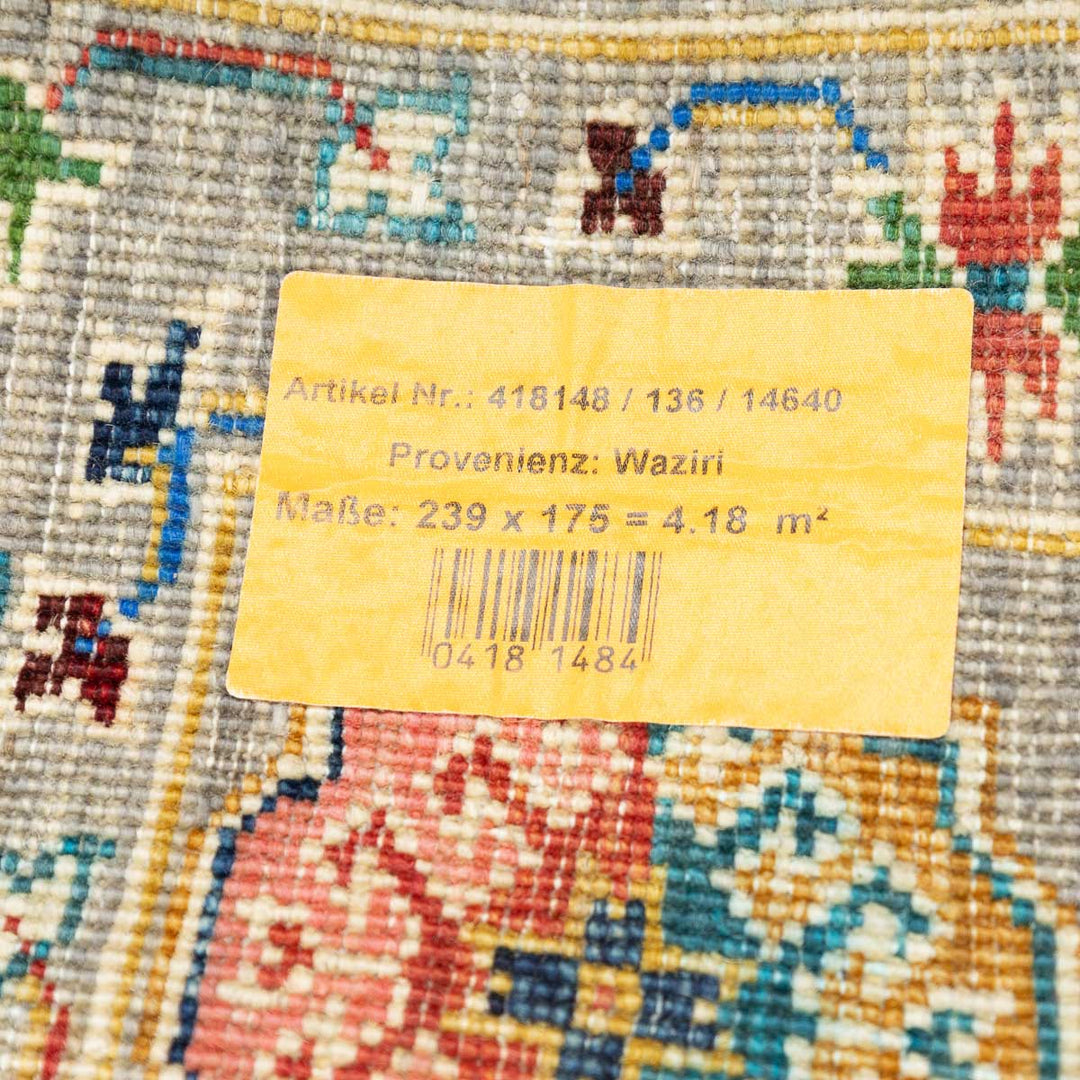 Artikel Nr.: 418148 / 136 / 14640
Provenienz: Waziri
Maße: 239 x 175 = 4.18 m²
0418 1484